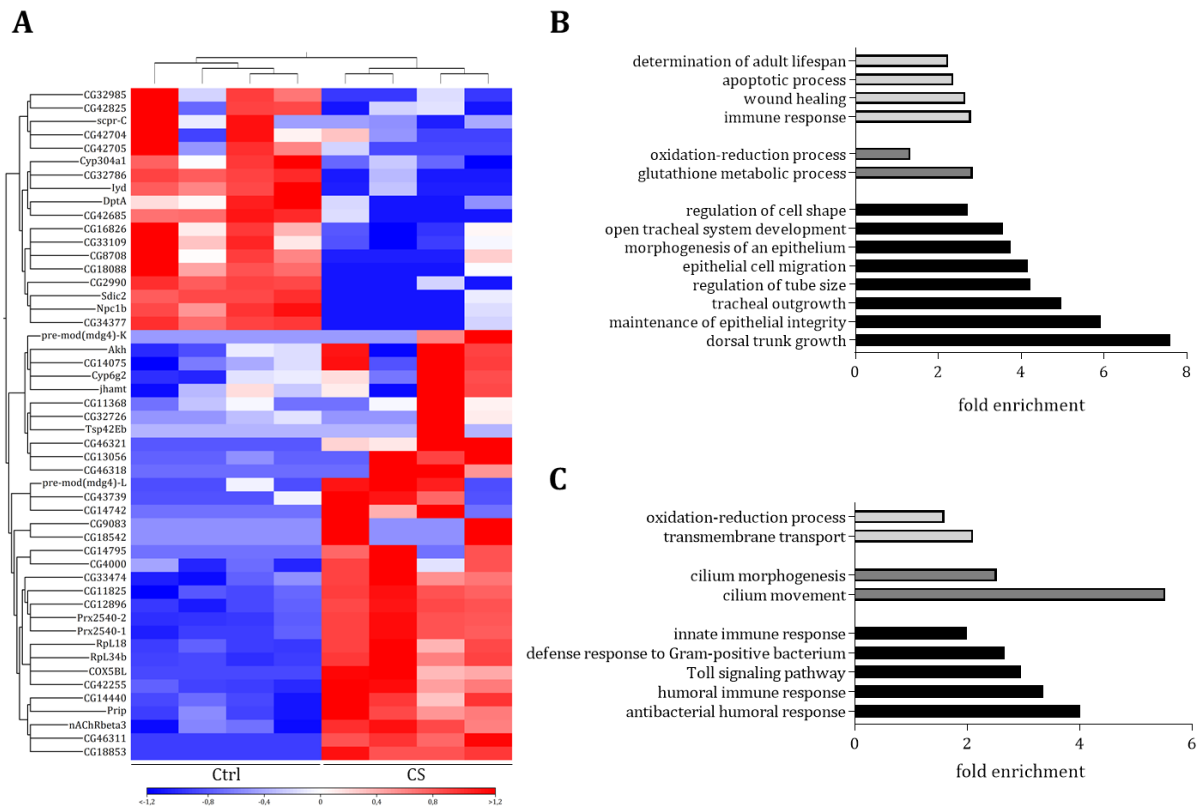 A
CG32985
CG42825
scpr-C
CG42704
CG42705
Cyp304a1
CG32786
Iyd
DptA
CG42685
CG16826
CG33109
CG8708
CG18088
CG2990
Sdic2
Npc1b
CG34377
pre-mod(mdg4)-K
Akh
CG14075
Cyp6g2
jhamt
CG11368
CG32726
Tsp42Eb
CG46321
CG13056
CG46318
pre-mod(mdg4)-L
CG43739
CG14742
CG9083
CG18542
CG14795
CG4000
CG33474
CG11825
CG12896
Prx2540-2
Prx2540-1
RpL18
RpL34b
COX5BL
CG42255
CG14440
Prip
nAChRbeta3
CG46311
CG18853
Ctrl CS
<-1,2 -0,8 -0,4 0 0,4 0,8 >1,2
B
determination of adult lifespan
apoptotic process
wound healing
immune response
oxidation-reduction process
glutathione metabolic process
regulation of cell shape
open tracheal system development
morphogenesis of an epithelium
epithelial cell migration
regulation of tube size
tracheal outgrowth
maintenance of epithelial integrity
dorsal trunk growth
0 2 4 6 8
fold enrichment
C
oxidation-reduction process
transmembrane transport
cilium morphogenesis
cilium movement
innate immune response
defense response to Gram-positive bacterium
Toll signaling pathway
humoral immune response
antibacterial humoral response
0 2 4 6
fold enrichment